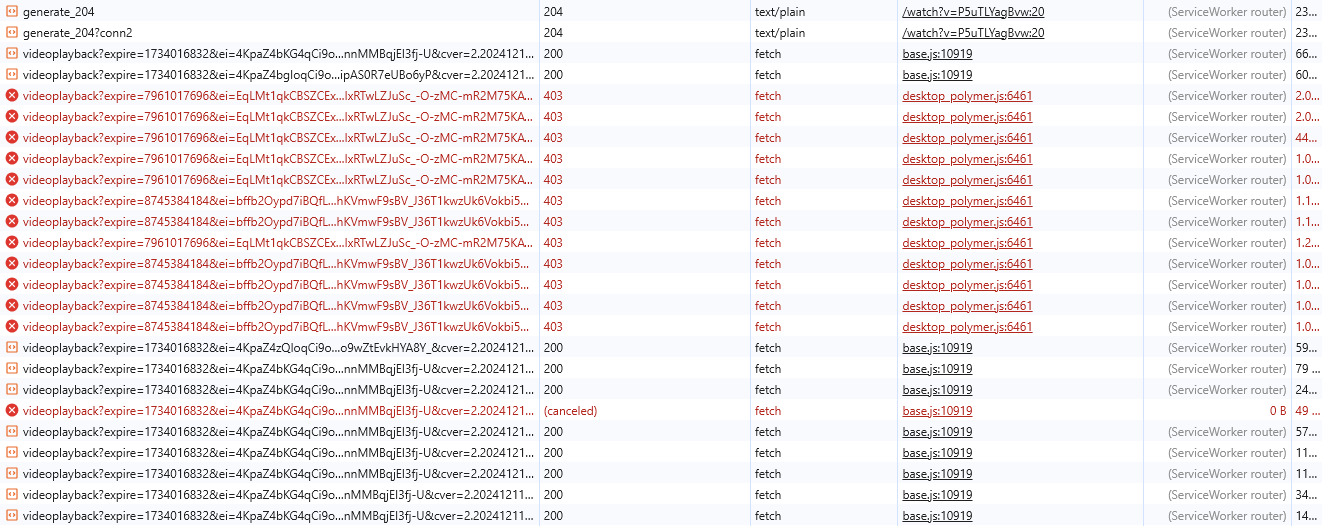 generate_204 204 text/plain /watch?v=P5uTLYagBvw:20 (ServiceWorker router) 23...
generate_204?conn2 204 text/plain /watch?v=P5uTLYagBvw:20 (ServiceWorker router) 23...
videoplayback?expire=1734016832&ei=4KpaZ4bKG4qCi9o...nnMMBqjEI3fj-U&cver=2.2024121... 200 fetch base.js:10919 (ServiceWorker router) 66...
videoplayback?expire=1734016832&ei=4KpaZ4bgloqCi9o...ipAS0R7eUBo6yP&cver=2.2024121... 200 fetch base.js:10919 (ServiceWorker router) 60...
videoplayback?expire=7961017696&ei=EqLMt1qkCBSZCEx...lxRTwLZJuSc_-O-zMC-mR2M75KA... 403 fetch desktop_polymer.js:6461 (ServiceWorker router) 2.0...
videoplayback?expire=7961017696&ei=EqLMt1qkCBSZCEx...lxRTwLZJuSc_-O-zMC-mR2M75KA... 403 fetch desktop_polymer.js:6461 (ServiceWorker router) 2.0...
videoplayback?expire=7961017696&ei=EqLMt1qkCBSZCEx...lxRTwLZJuSc_-O-zMC-mR2M75KA... 403 fetch desktop_polymer.js:6461 (ServiceWorker router) 44...
videoplayback?expire=7961017696&ei=EqLMt1qkCBSZCEx...lxRTwLZJuSc_-O-zMC-mR2M75KA... 403 fetch desktop_polymer.js:6461 (ServiceWorker router) 1.0...
videoplayback?expire=7961017696&ei=EqLMt1qkCBSZCEx...lxRTwLZJuSc_-O-zMC-mR2M75KA... 403 fetch desktop_polymer.js:6461 (ServiceWorker router) 1.0...
videoplayback?expire=8745384184&ei=bffb2Oypd7iBQfL...hKVmwF9sBV_J36T1kwzUk6Vokbi5... 403 fetch desktop_polymer.js:6461 (ServiceWorker router) 1.1...
videoplayback?expire=8745384184&ei=bffb2Oypd7iBQfL...hKVmwF9sBV_J36T1kwzUk6Vokbi5... 403 fetch desktop_polymer.js:6461 (ServiceWorker router) 1.1...
videoplayback?expire=7961017696&ei=EqLMt1qkCBSZCEx...lxRTwLZJuSc_-O-zMC-mR2M75KA... 403 fetch desktop_polymer.js:6461 (ServiceWorker router) 1.2...
videoplayback?expire=8745384184&ei=bffb2Oypd7iBQfL...hKVmwF9sBV_J36T1kwzUk6Vokbi5... 403 fetch desktop_polymer.js:6461 (ServiceWorker router) 1.0...
videoplayback?expire=8745384184&ei=bffb2Oypd7iBQfL...hKVmwF9sBV_J36T1kwzUk6Vokbi5... 403 fetch desktop_polymer.js:6461 (ServiceWorker router) 1.0...
videoplayback?expire=8745384184&ei=bffb2Oypd7iBQfL...hKVmwF9sBV_J36T1kwzUk6Vokbi5... 403 fetch desktop_polymer.js:6461 (ServiceWorker router) 1.0...
videoplayback?expire=8745384184&ei=bffb2Oypd7iBQfL...hKVmwF9sBV_J36T1kwzUk6Vokbi5... 403 fetch desktop_polymer.js:6461 (ServiceWorker router) 1.0...
videoplayback?expire=1734016832&ei=4KpaZ4zQloqCi9o...o9wZtEvkHYA8Y_&cver=2.2024121... 200 fetch base.js:10919 (ServiceWorker router) 59...
videoplayback?expire=1734016832&ei=4KpaZ4bKG4qCi9o...nnMMBqjEI3fj-U&cver=2.2024121... 200 fetch base.js:10919 (ServiceWorker router) 79 ...
videoplayback?expire=1734016832&ei=4KpaZ4bKG4qCi9o...nnMMBqjEI3fj-U&cver=2.2024121... 200 fetch base.js:10919 (ServiceWorker router) 24...
videoplayback?expire=1734016832&ei=4KpaZ4bKG4qCi9o...nnMMBqjEI3fj-U&cver=2.2024121... (canceled) fetch base.js:10919 0 B 49 ...
videoplayback?expire=1734016832&ei=4KpaZ4bKG4qCi9o...nnMMBqjEI3fj-U&cver=2.2024121... 200 fetch base.js:10919 (ServiceWorker router) 57...
videoplayback?expire=1734016832&ei=4KpaZ4bKG4qCi9o...nnMMBqjEI3fj-U&cver=2.2024121... 200 fetch base.js:10919 (ServiceWorker router) 11...
videoplayback?expire=1734016832&ei=4KpaZ4bKG4qCi9o...nnMMBqjEI3fj-U&cver=2.2024121... 200 fetch base.js:10919 (ServiceWorker router) 11...
videoplayback?expire=1734016832&ei=4KpaZ4bKG4qCi9o...nMMBqjEI3fj-U&cver=2.20241211... 200 fetch base.js:10919 (ServiceWorker router) 34...
videoplayback?expire=1734016832&ei=4KpaZ4bKG4qCi9o...nMMBqjEI3fj-U&cver=2.20241211... 200 fetch base.js:10919 (ServiceWorker router) 14...